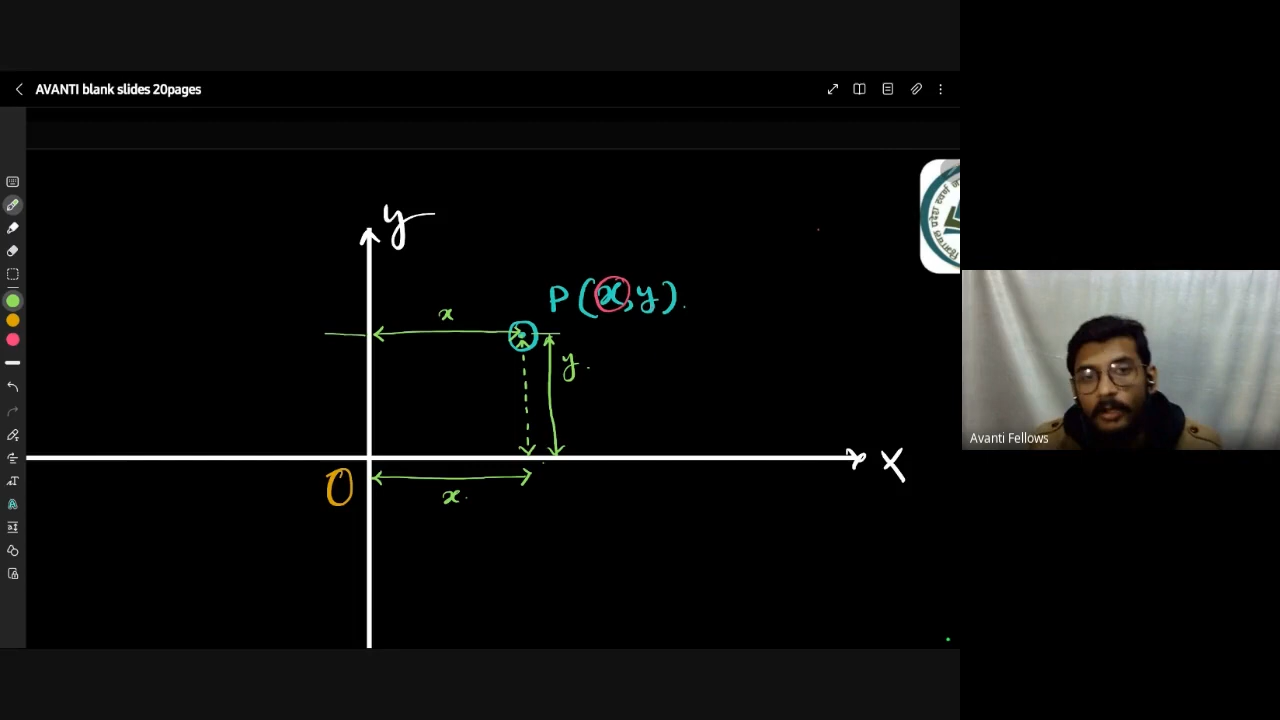 AVANTI blank slides 20pages
y
P (x, y).
x
y.
O
x.
X
Avanti Fellows